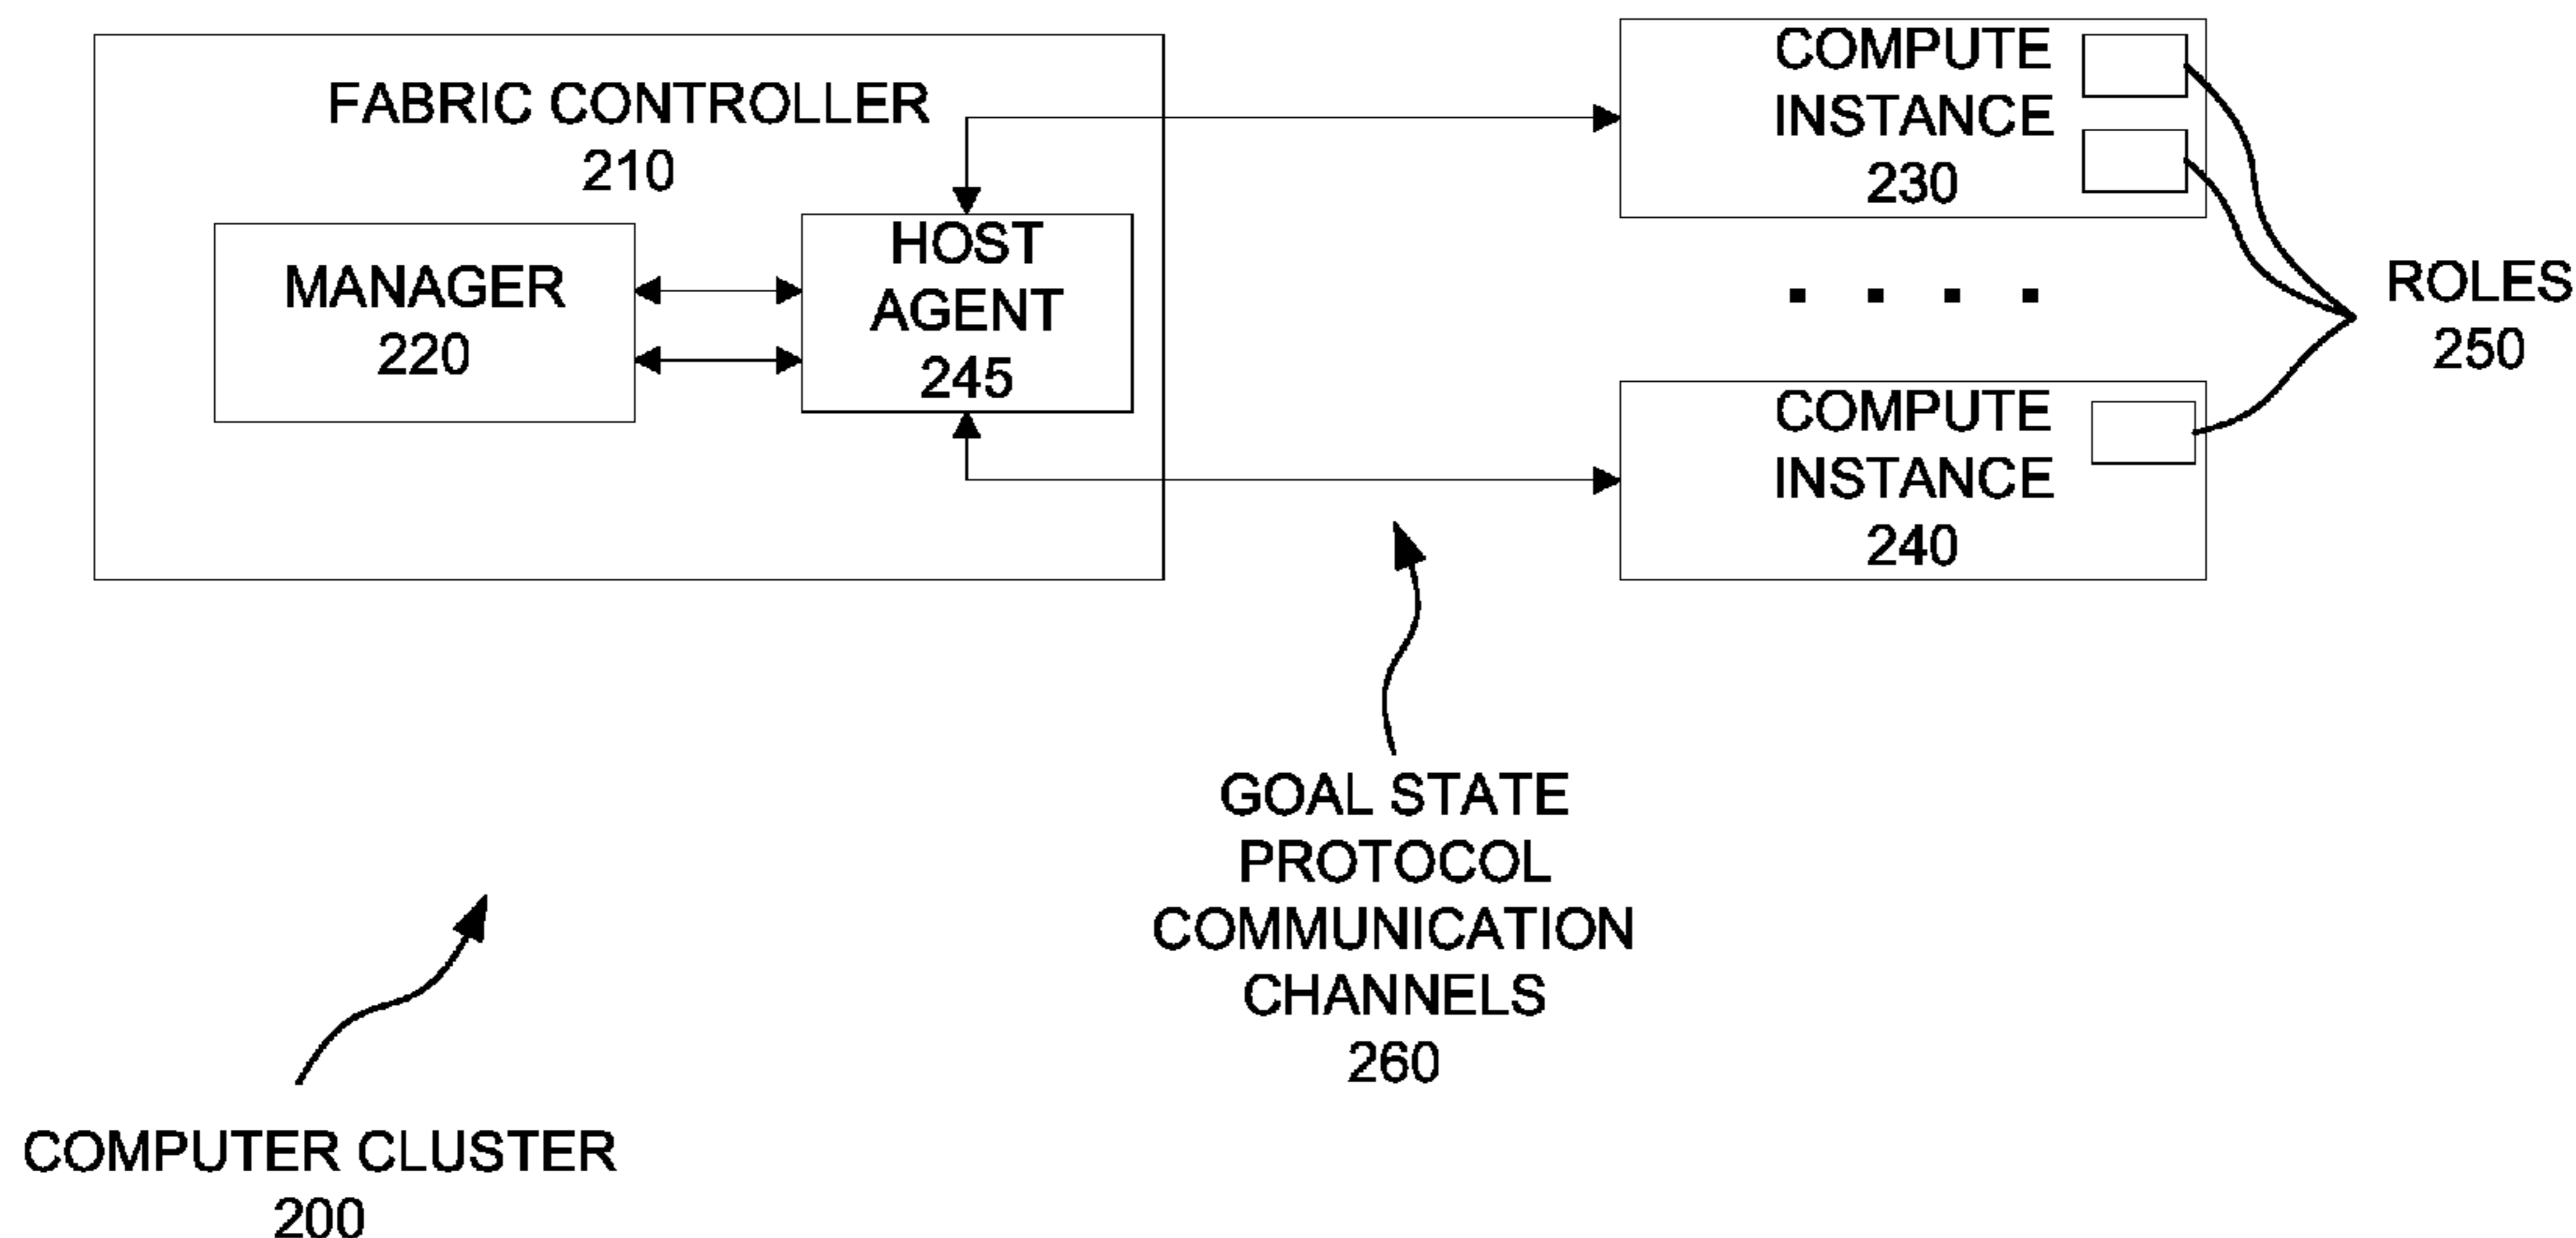 FABRIC CONTROLLER
210
MANAGER
220
HOST
AGENT
245
COMPUTE
INSTANCE
230
COMPUTE
INSTANCE
240
ROLES
250
GOAL STATE
PROTOCOL
COMMUNICATION
CHANNELS
260
COMPUTER CLUSTER
200